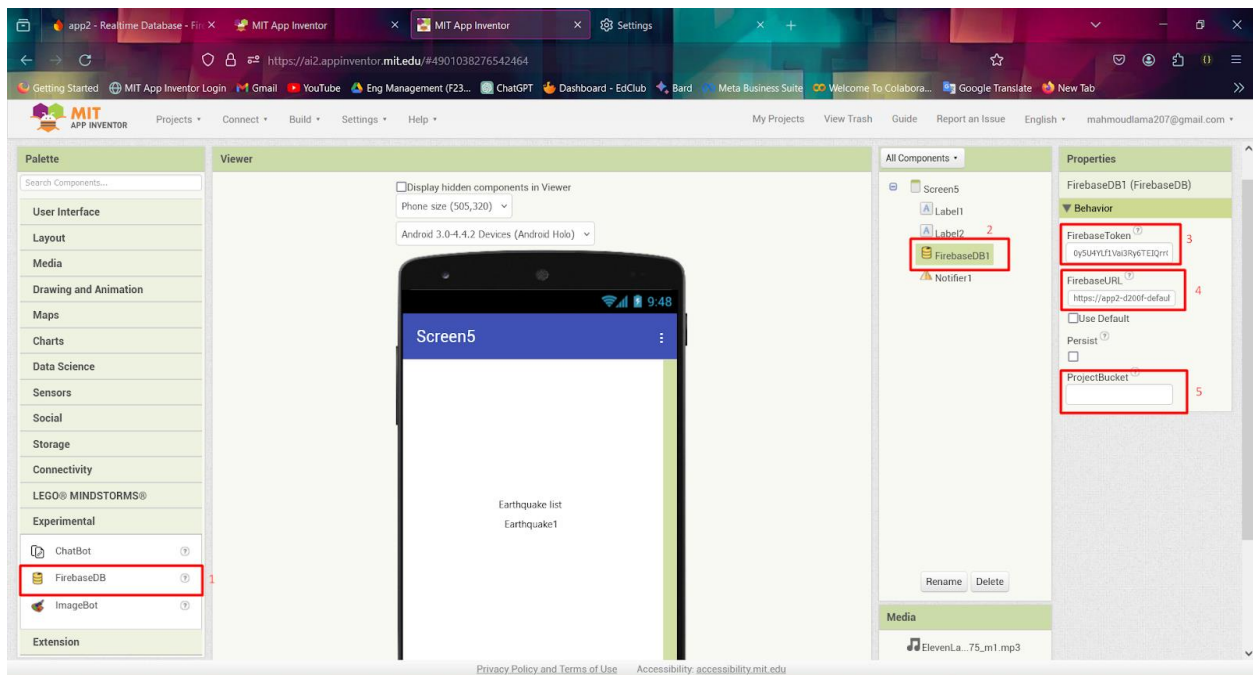 app2 - Realtime Database - Fir
MIT App Inventor
MIT App Inventor
Settings
https://ai2.appinventor.mit.edu/#4901038276542464
Getting Started
MIT App Inventor Login
Gmail
YouTube
Eng Management (F23...
ChatGPT
Dashboard - EdClub
Bard
Meta Business Suite
Welcome To Colabora...
Google Translate
New Tab
MIT
APP INVENTOR
Projects
Connect
Build
Settings
Help
My Projects
View Trash
Guide
Report an Issue
English
mahmoudlama207@gmail.com
Palette
Search Components...
User Interface
Layout
Media
Drawing and Animation
Maps
Charts
Data Science
Sensors
Social
Storage
Connectivity
LEGO® MINDSTORMS®
Experimental
ChatBot
FirebaseDB
1
ImageBot
Extension
Viewer
Display hidden components in Viewer
Phone size (505,320)
Android 3.0-4.4.2 Devices (Android Holo)
9:48
Screen5
Earthquake list
Earthquake1
All Components
Screen5
Label1
Label2
2
FirebaseDB1
Notifier1
Rename
Delete
Media
ElevenLa...75_m1.mp3
Properties
FirebaseDB1 (FirebaseDB)
Behavior
FirebaseToken
3
FirebaseURL
https://app2-d200f-defaul
4
Use Default
Persist
ProjectBucket
5
Privacy Policy and Terms of Use
Accessibility: accessibility.mit.edu